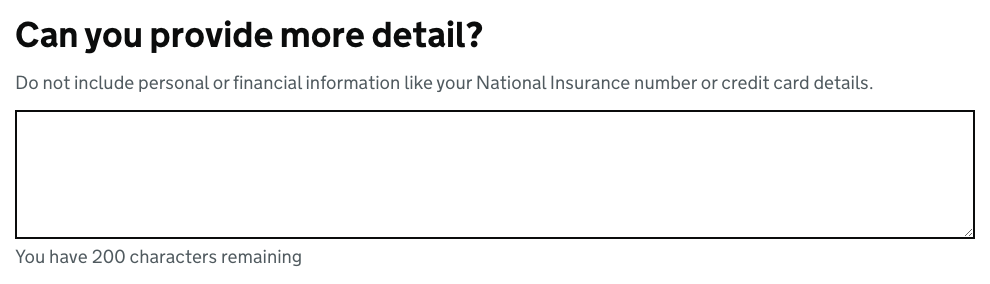 Can you provide more detail?
Do not include personal or financial information like your National Insurance number or credit card details.
You have 200 characters remaining